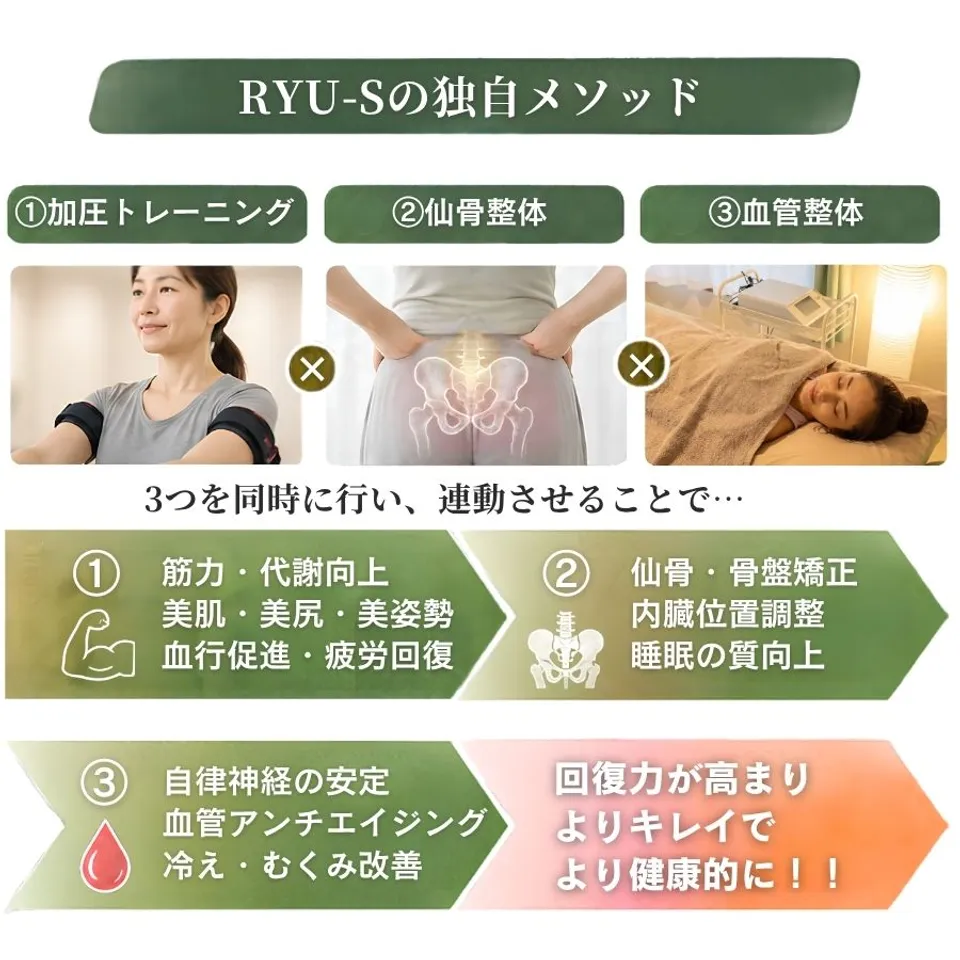 RYU-Sの独自メソッド
①加圧トレーニング
②仙骨整体
③血管整体
×
×
3つを同時に行い、連動させることで…
①
筋力・代謝向上
美肌・美尻・美姿勢
血行促進・疲労回復
②
仙骨・骨盤矯正
内臓位置調整
睡眠の質向上
③
自律神経の安定
血管アンチエイジング
冷え・むくみ改善
回復力が高まり
よりキレイで
より健康的に！！